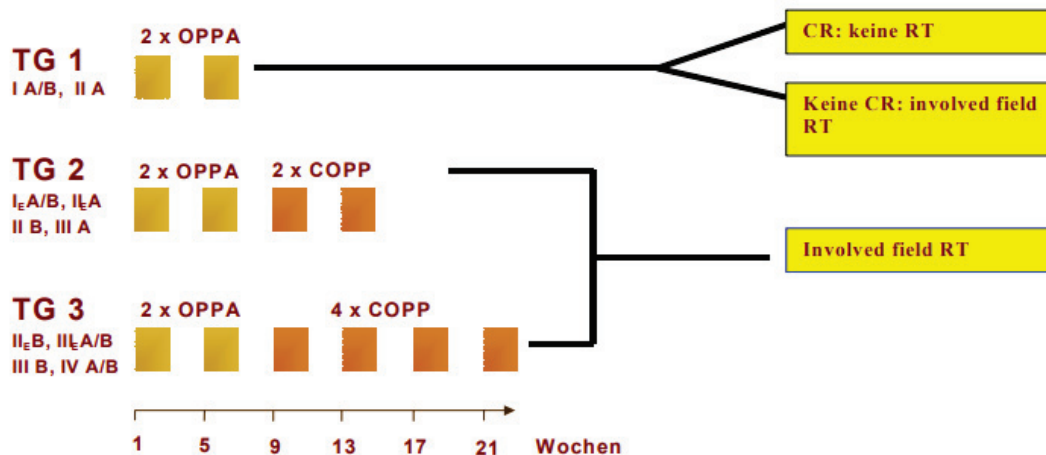 2 x OPPA
TG 1
I A/B, II A
CR: keine RT
Keine CR: involved field
RT
TG 2
2 x OPPA 2 x COPP
IEA/B, IIEA
II B, III A
Involved field RT
TG 3
2 x OPPA 4 x COPP
IIEB, IIIEA/B
III B, IV A/B
1 5 9 13 17 21 Wochen